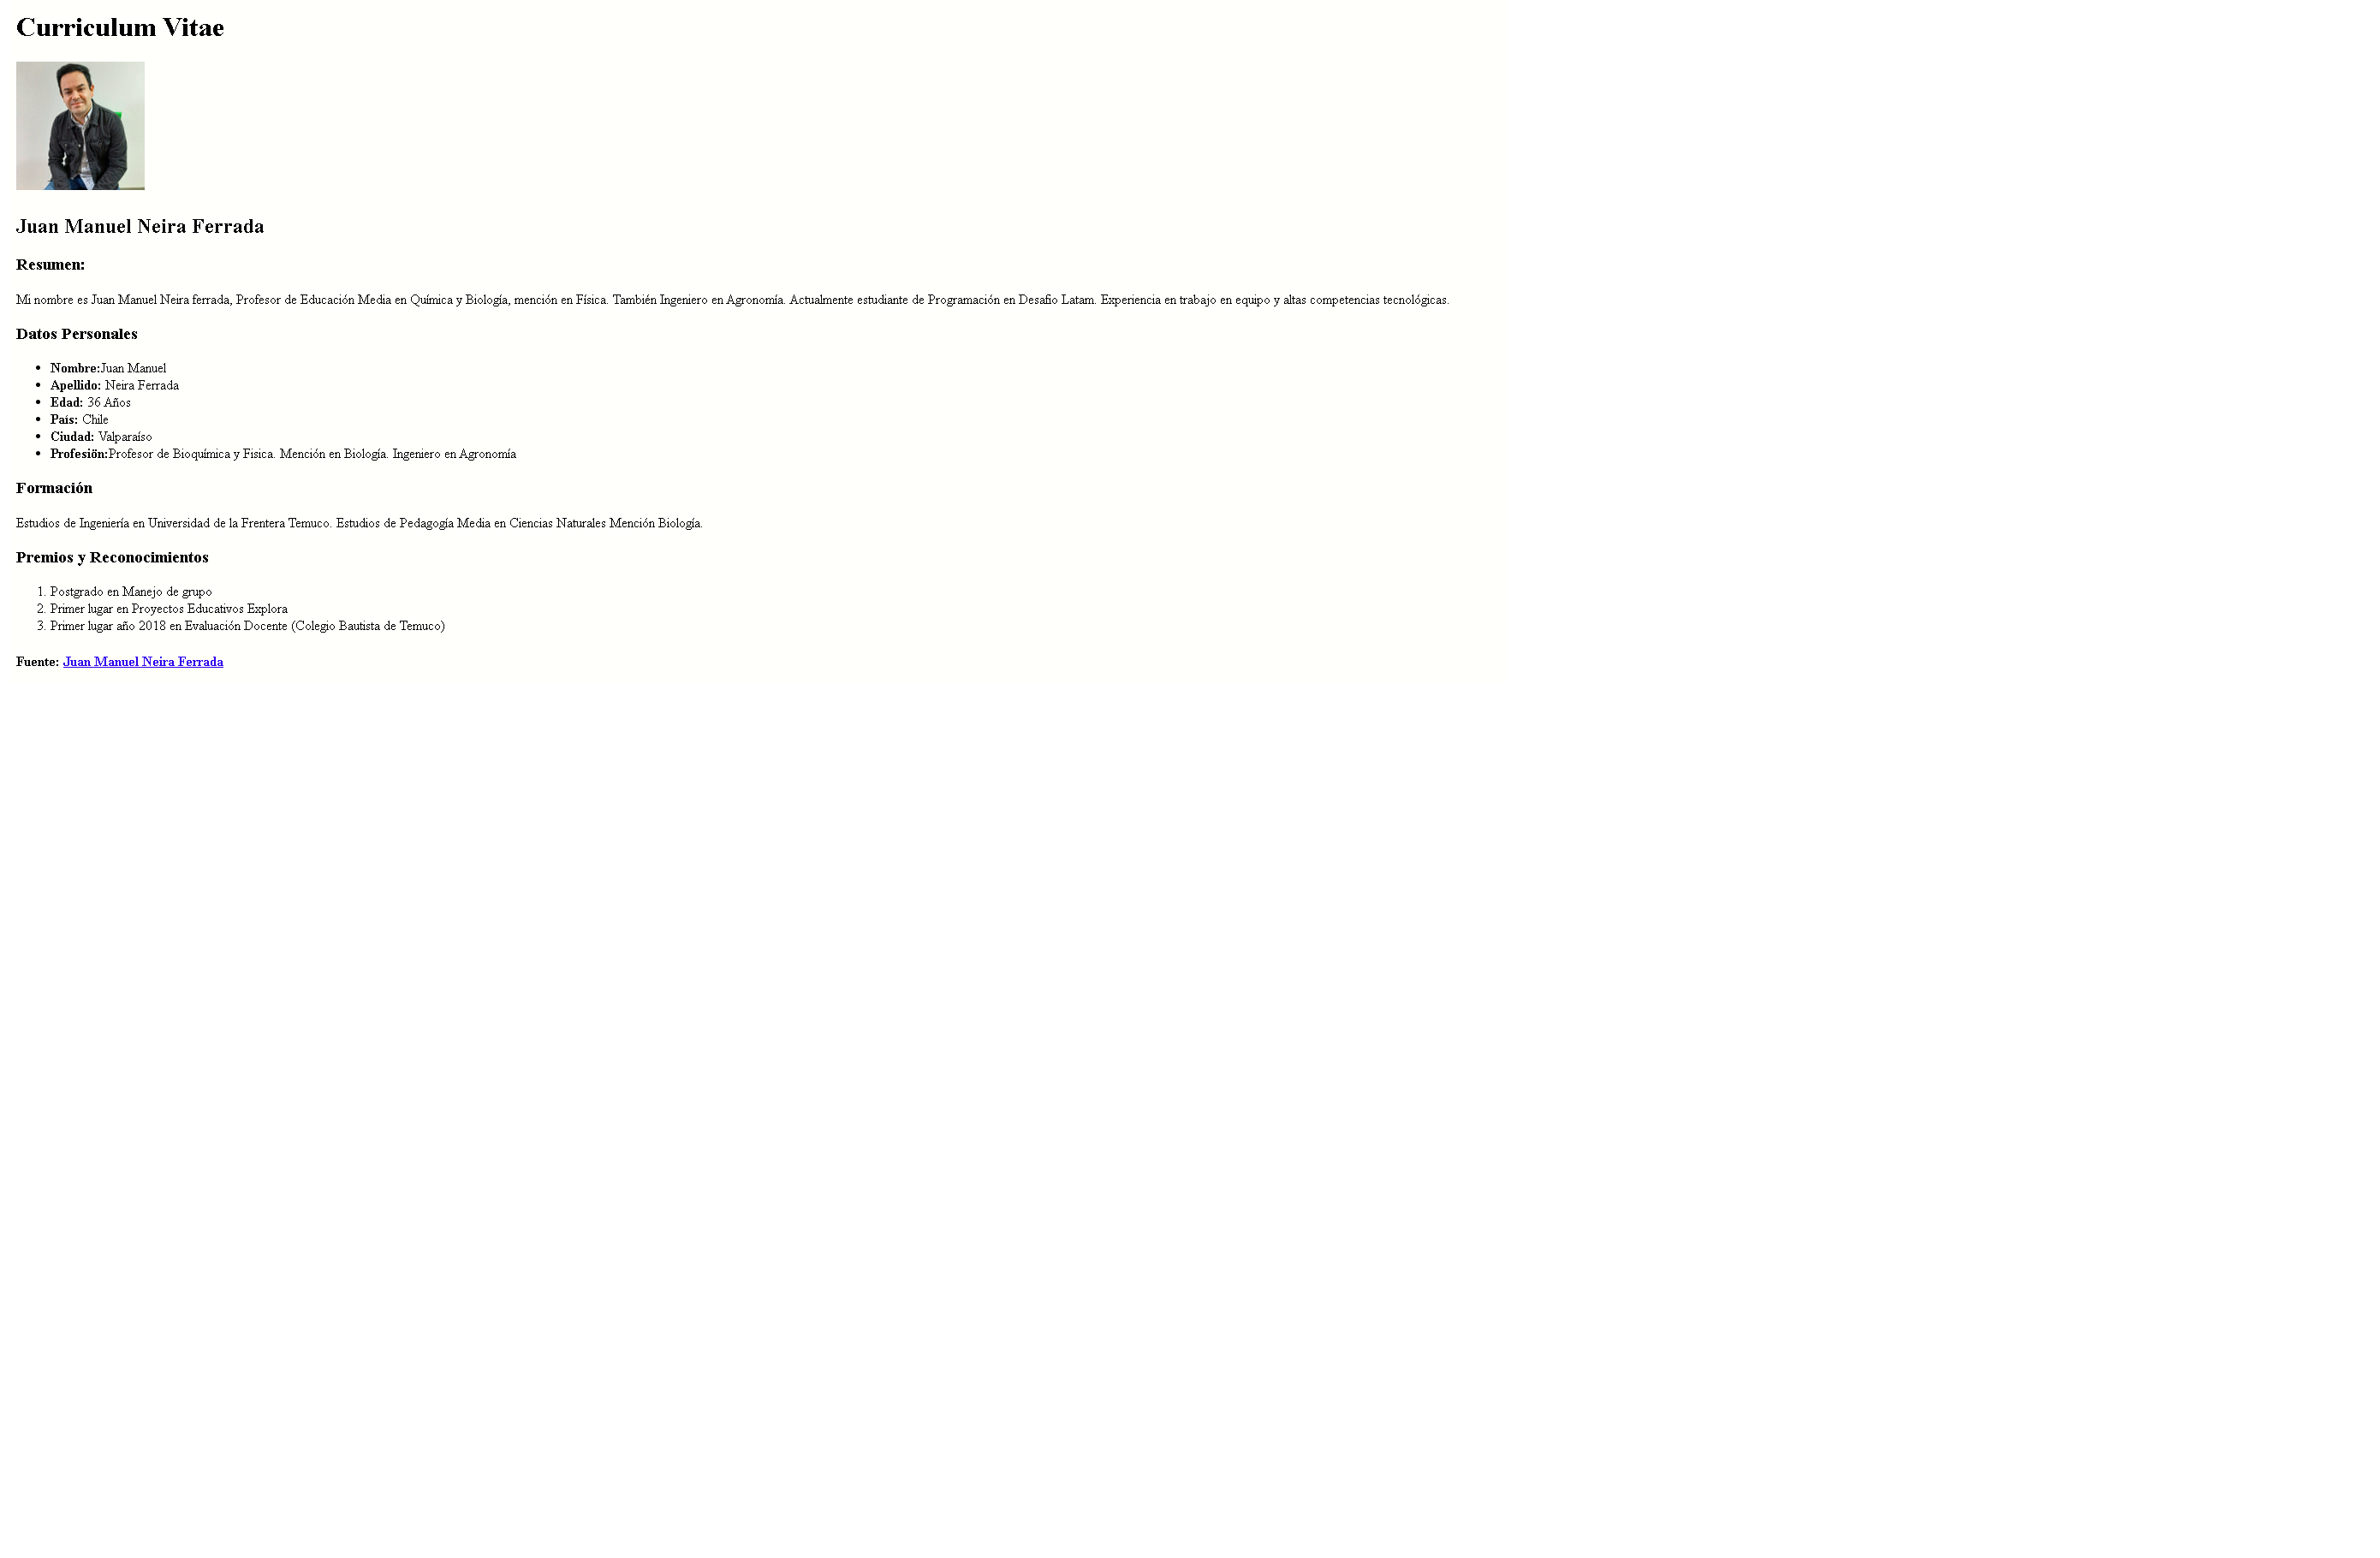 Curriculum Vitae
Juan Manuel Neira Ferrada
Resumen:
Mi nombre es Juan Manuel Neira ferrada, Profesor de Educación Media en Química y Biología, mención en Física. También Ingeniero en Agronomía. Actualmente estudiante de Programación en Desafio Latam. Experiencia en trabajo en equipo y altas competencias tecnológicas.
Datos Personales
• Nombre:Juan Manuel
• Apellido: Neira Ferrada
• Edad: 36 Años
• País: Chile
• Ciudad: Valparaíso
• Profesiön:Profesor de Bioquímica y Fisica. Mención en Biología. Ingeniero en Agronomía
Formación
Estudios de Ingeniería en Universidad de la Frentera Temuco. Estudios de Pedagogía Media en Ciencias Naturales Mención Biología.
Premios y Reconocimientos
1. Postgrado en Manejo de grupo
2. Primer lugar en Proyectos Educativos Explora
3. Primer lugar año 2018 en Evaluación Docente (Colegio Bautista de Temuco)
Fuente: Juan Manuel Neira Ferrada